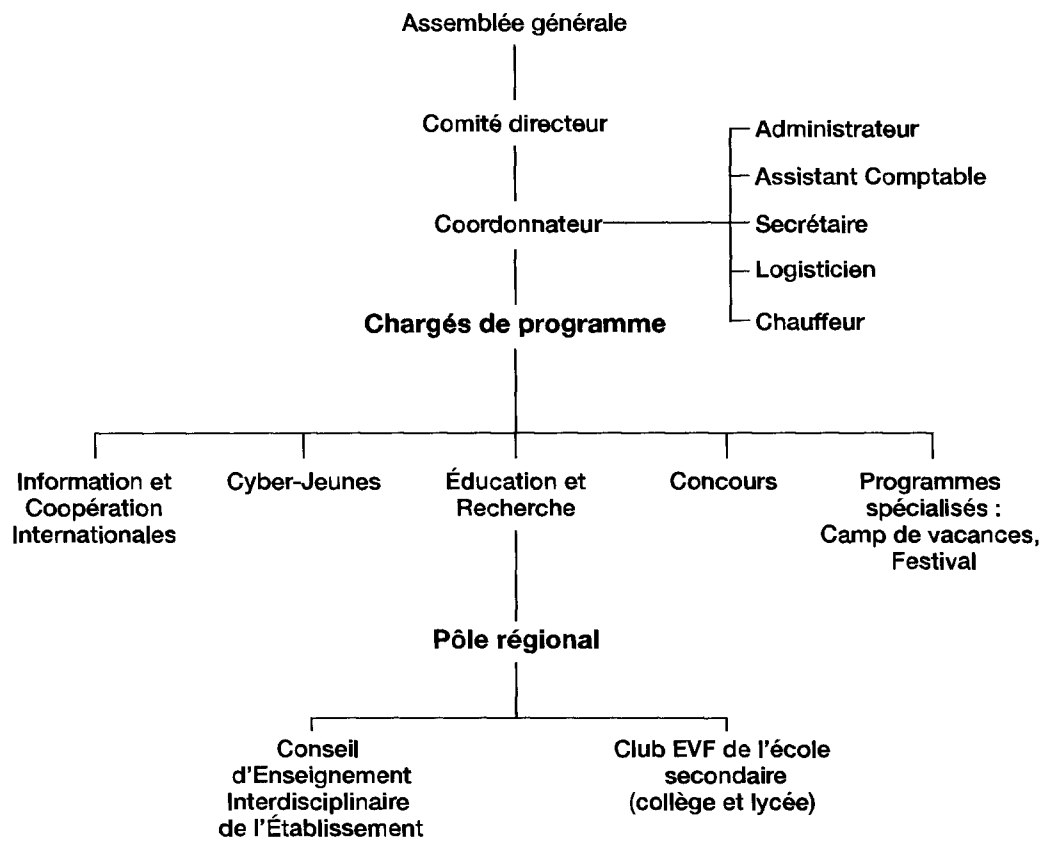 Assemblée générale
Comité directeur
Administrateur
Assistant Comptable
Coordonnateur
Secrétaire
Logisticien
Chargés de programme
Chauffeur
Information et
Coopération
Internationales
Cyber-Jeunes
Éducation et
Recherche
Concours
Programmes
spécialisés :
Camp de vacances,
Festival
Pôle régional
Conseil
d'Enseignement
Interdisciplinaire
de l'Établissement
Club EVF de l'école
secondaire
(collège et lycée)